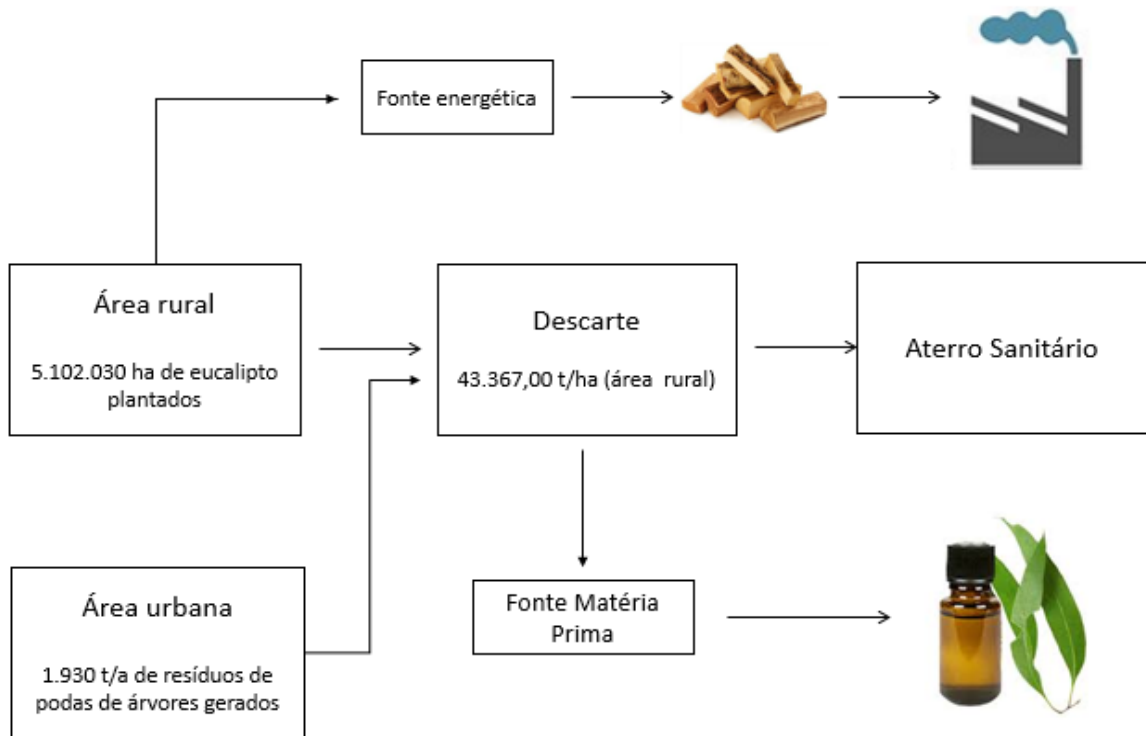 Fonte energética
Área rural
5.102.030 ha de eucalipto
plantados
Descarte
43.367,00 t/ha (área rural)
Aterro Sanitário
Área urbana
1.930 t/a de resíduos de
podas de árvores gerados
Fonte Matéria
Prima